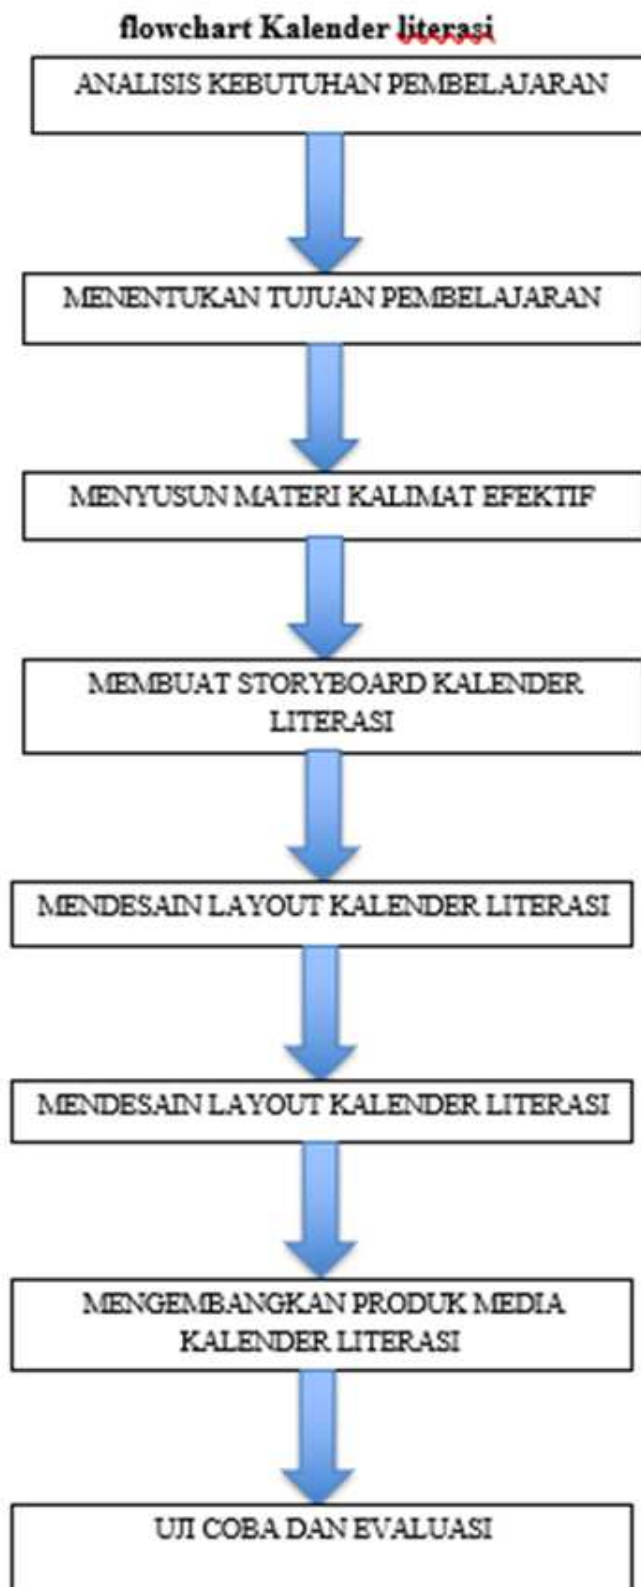 flowchart Kalender literasi
ANALISIS KEBUTUHAN PEMBELAJARAN
MENENTUKAN TUJUAN PEMBELAJARAN
MENYUSUN MATERI KALIMAT EFEKTIF
MEMBUAT STORYBOARD KALENDER
LITERASI
MENDESAIN LAYOUT KALENDER LITERASI
MENDESAIN LAYOUT KALENDER LITERASI
MENGEMBANGKAN PRODUK MEDIA
KALENDER LITERASI
UJI COBA DAN EVALUASI